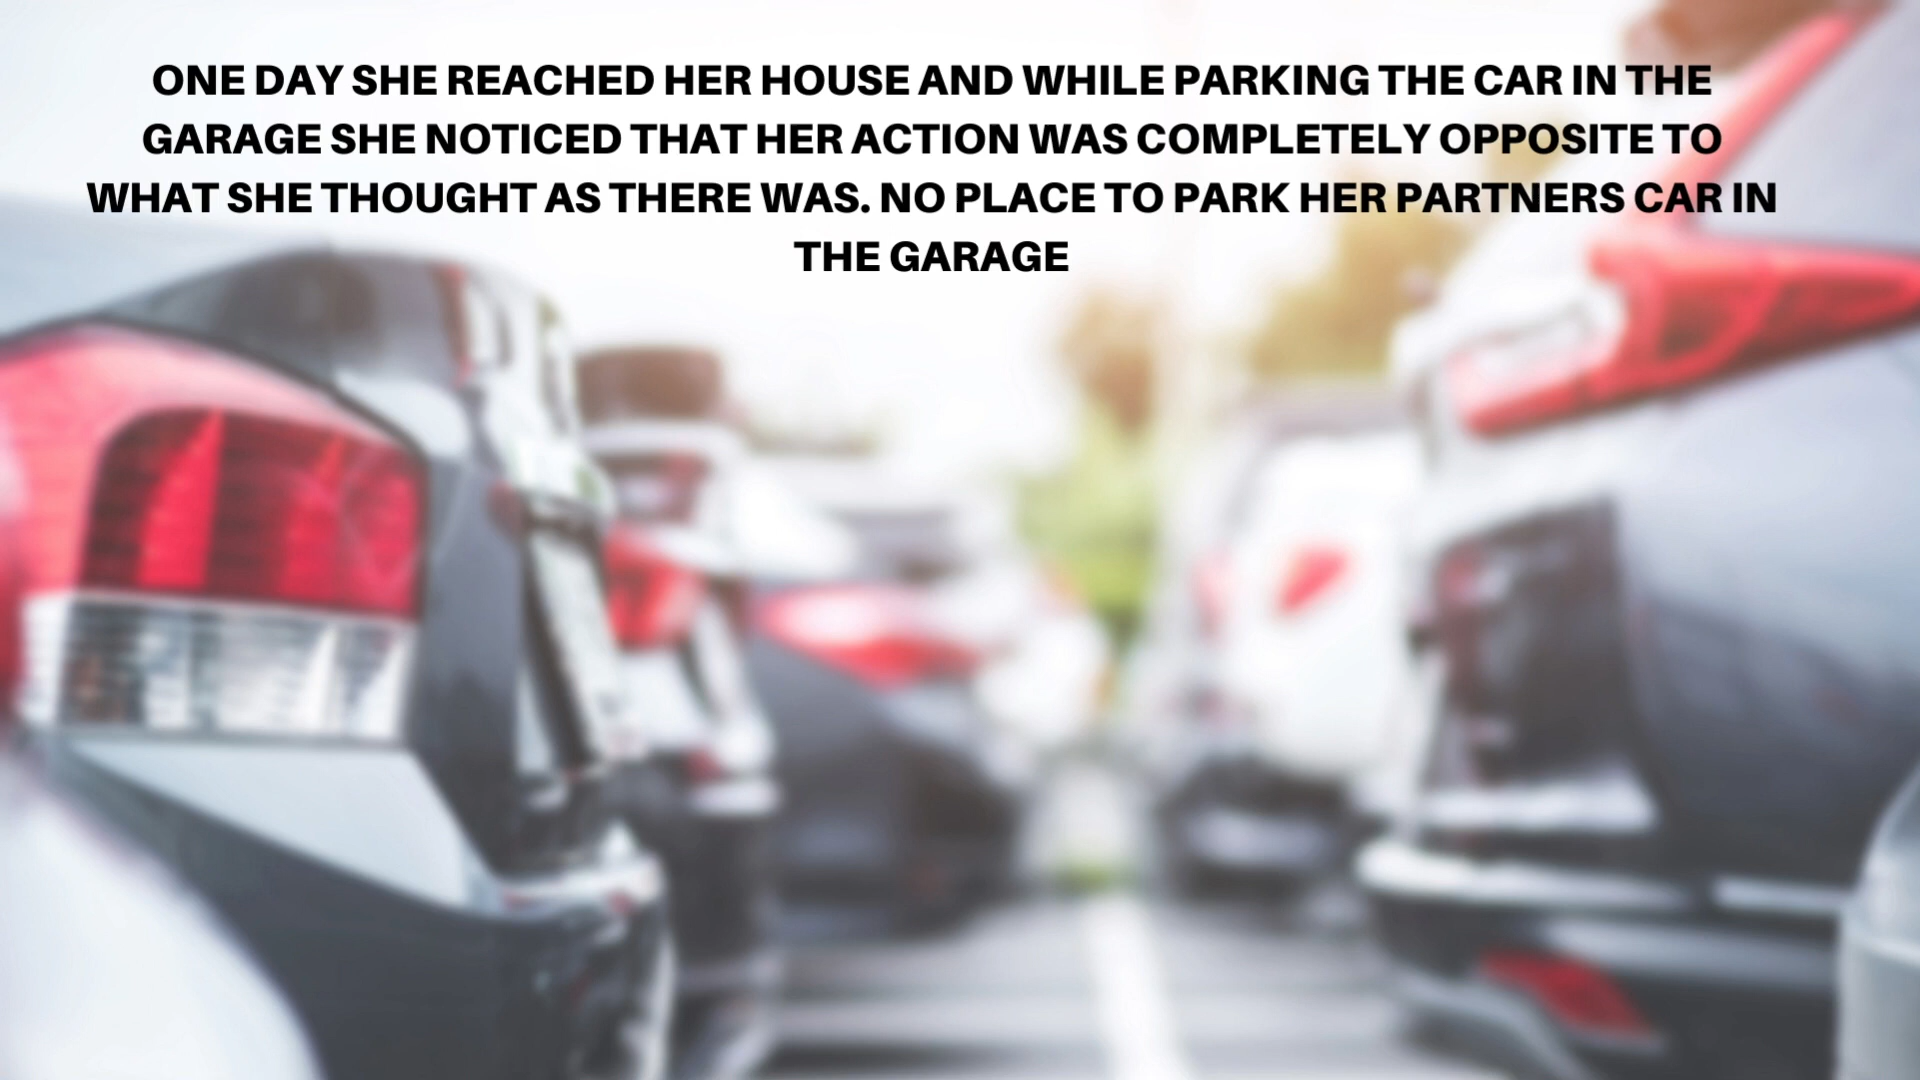 ONE DAY SHE REACHED HER HOUSE AND WHILE PARKING THE CAR IN THE
GARAGE SHE NOTICED THAT HER ACTION WAS COMPLETELY OPPOSITE TO
WHAT SHE THOUGHT AS THERE WAS. NO PLACE TO PARK HER PARTNERS CAR IN
THE GARAGE